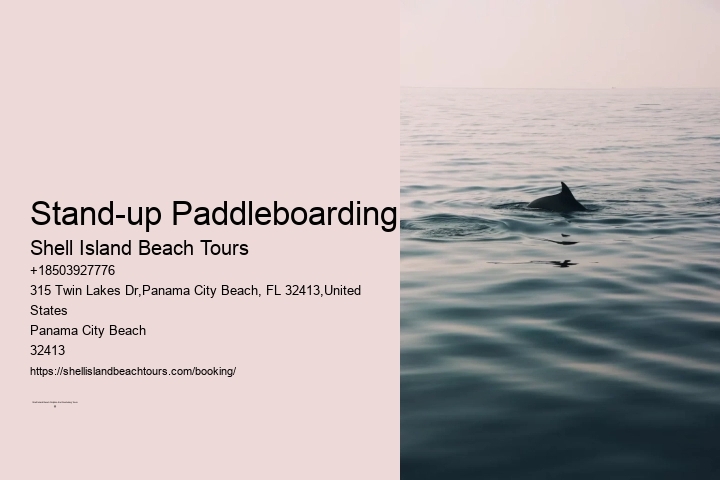 Stand-up Paddleboarding
Shell Island Beach Tours
+18503927776
315 Twin Lakes Dr,Panama City Beach, FL 32413,United
States
Panama City Beach
32413
https://shellislandbeachtours.com/booking/